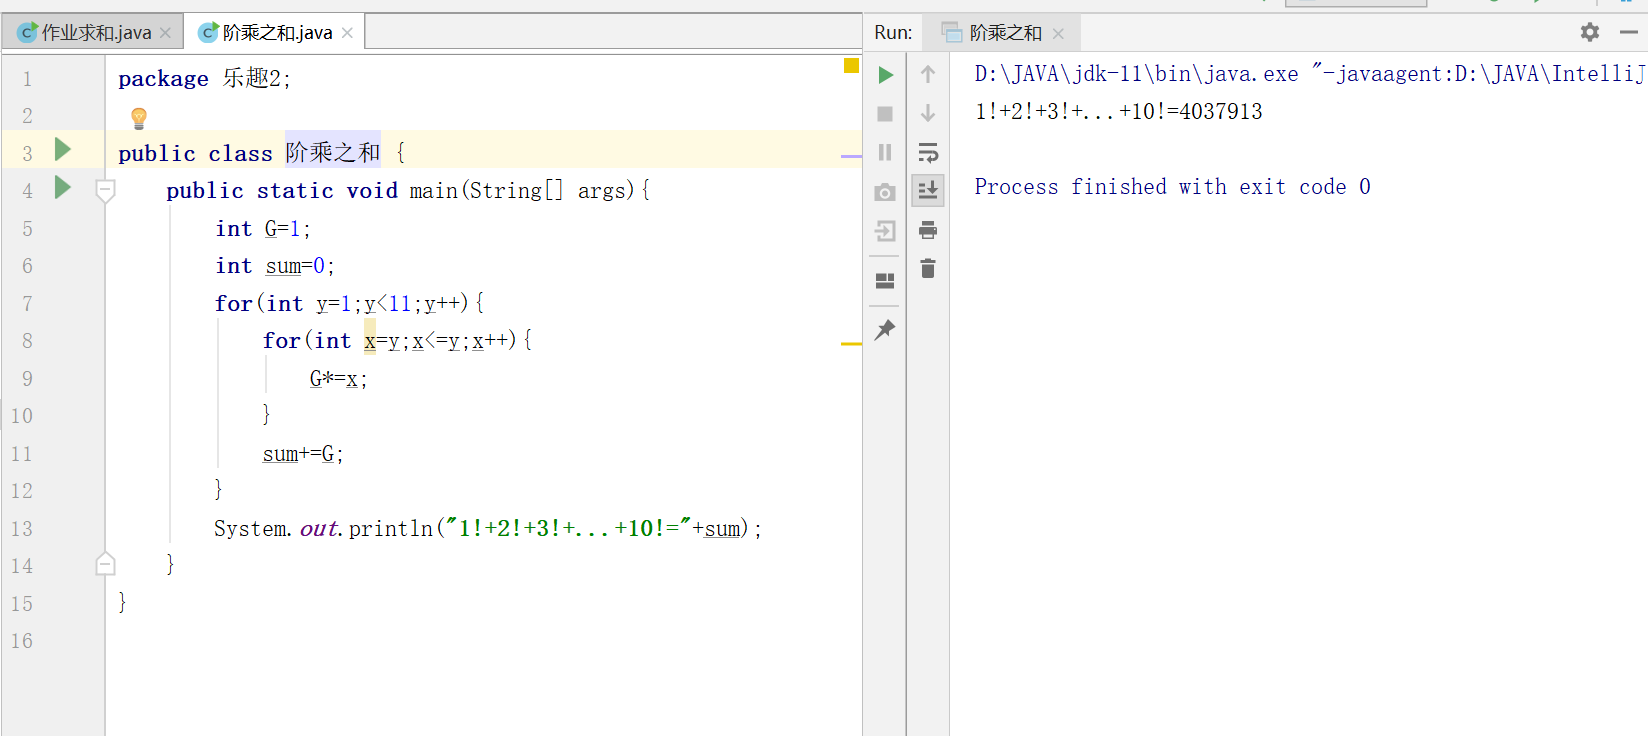 作业求和.java
阶乘之和.java
Run:
阶乘之和
1 package 乐趣2;
2
3 public class 阶乘之和 {
4 public static void main(String[] args){
5 int G=1;
6 int sum=0;
7 for(int y=1;y<11;y++){
8 for(int x=y;x<=y;x++){
9 G*=x;
10 }
11 sum+=G;
12 }
13 System.out.println("1!+2!+3!+...+10!="+sum);
14 }
15 }
16
D:\JAVA\jdk-11\bin\java.exe "-javaagent:D:\JAVA\IntelliJ
1!+2!+3!+...+10!=4037913
Process finished with exit code 0